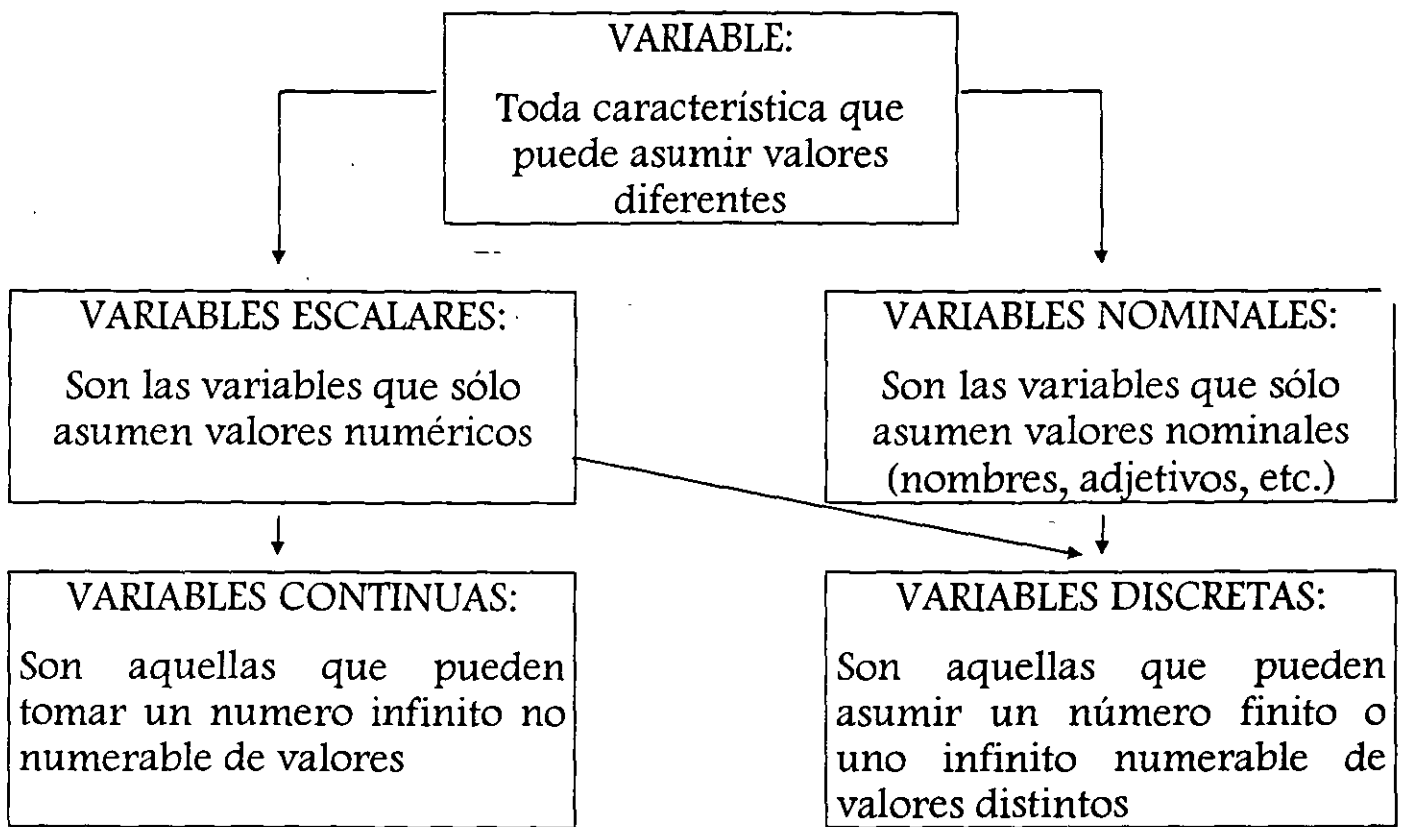 VARIABLE:
Toda característica que
puede asumir valores
diferentes
VARIABLES ESCALARES:
Son las variables que sólo
asumen valores numéricos
VARIABLES NOMINALES:
Son las variables que sólo
asumen valores nominales
(nombres, adjetivos, etc.)
VARIABLES CONTINUAS:
Son aquellas que pueden
tomar un numero infinito no
numerable de valores
VARIABLES DISCRETAS:
Son aquellas que pueden
asumir un número finito o
uno infinito numerable de
valores distintos